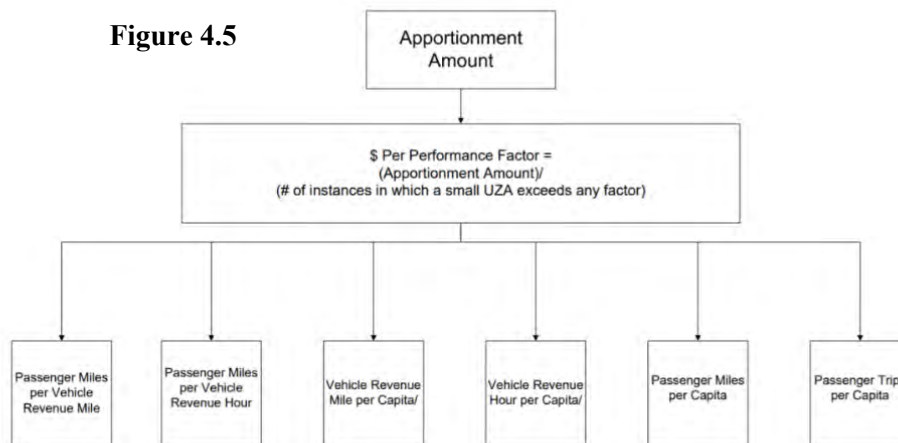 Figure 4.5
Apportionment
Amount
$ Per Performance Factor =
(Apportionment Amount)/
(# of instances in which a small UZA exceeds any factor)
Passenger Miles
per Vehicle
Revenue Mile
Passenger Miles
per Vehicle
Revenue Hour
Vehicle Revenue
Mile per Capita/
Vehicle Revenue
Hour per Capita/
Passenger Miles
per Capita
Passenger Trip
per Capita